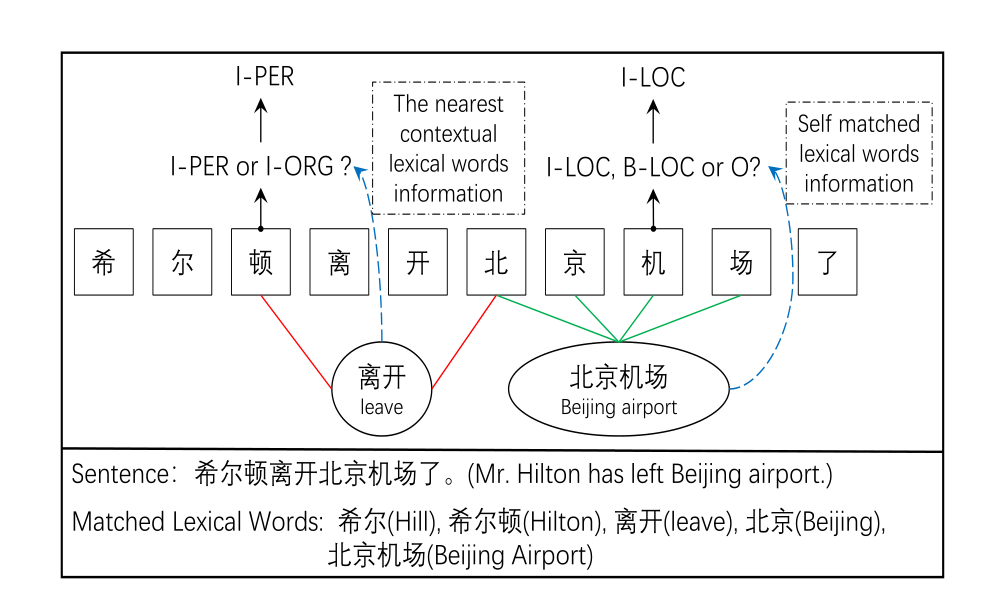 I-PER
I-LOC
The nearest
contextual
lexical words
information
Self matched
lexical words
information
I-PER or I-ORG ?
I-LOC, B-LOC or O?
希 尔 顿 离 开 北 京 机 场 了
离开
leave
北京机场
Beijing airport
Sentence: 希尔顿离开北京机场了。(Mr. Hilton has left Beijing airport.)
Matched Lexical Words: 希尔(Hill), 希尔顿(Hilton), 离开(leave), 北京(Beijing),
北京机场(Beijing Airport)